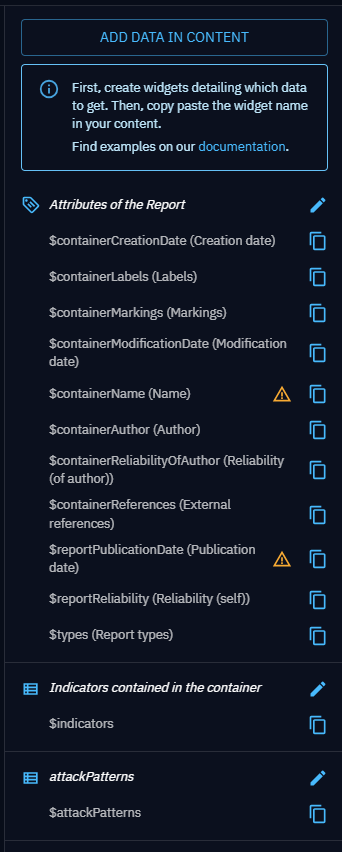 ADD DATA IN CONTENT
First, create widgets detailing which data
to get. Then, copy paste the widget name
in your content.
Find examples on our documentation.
Attributes of the Report
$containerCreationDate (Creation date)
$containerLabels (Labels)
$containerMarkings (Markings)
$containerModificationDate (Modification
date)
$containerName (Name)
$containerAuthor (Author)
$containerReliabilityOfAuthor (Reliability
(of author))
$containerReferences (External
references)
$reportPublicationDate (Publication
date)
$reportReliability (Reliability (self))
$types (Report types)
Indicators contained in the container
$indicators
attackPatterns
$attackPatterns